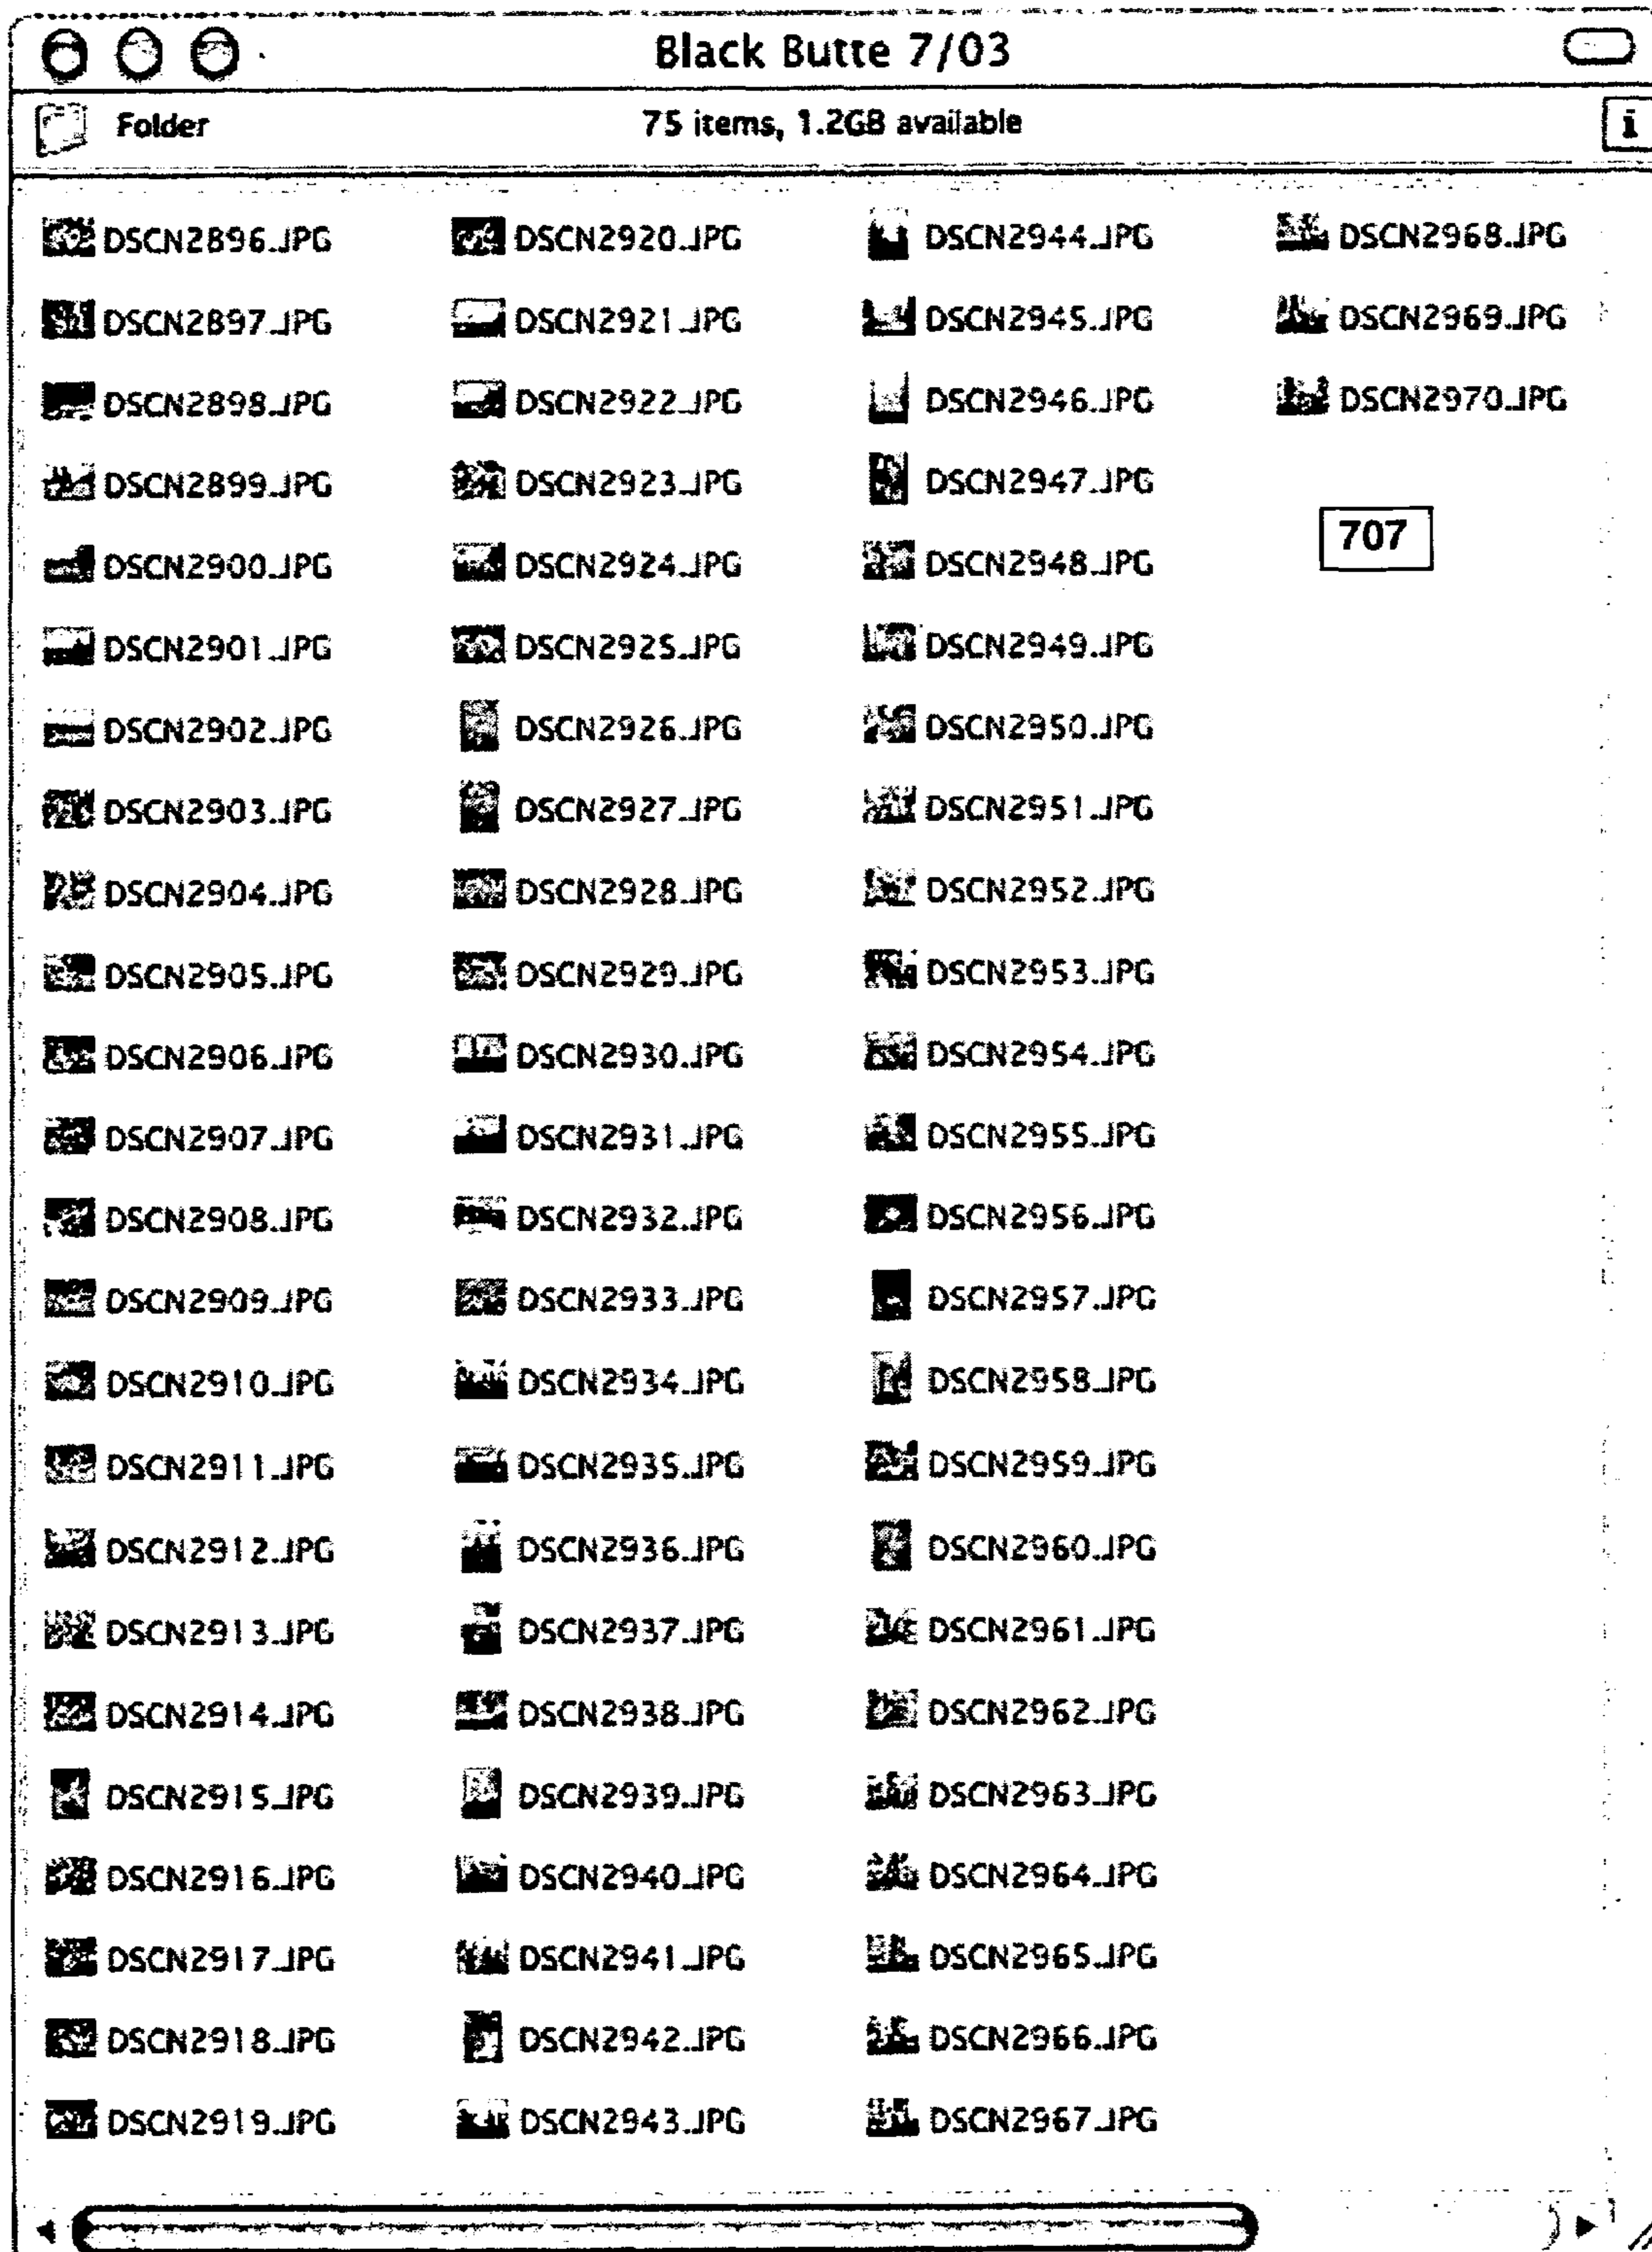 Black Butte 7/03
Folder 75 items, 1.2GB available i
DSCN2896.JPG DSCN2920.JPG DSCN2944.JPG DSCN2968.JPG
DSCN2897.JPG DSCN2921.JPG DSCN2945.JPG DSCN2969.JPG
DSCN2898.JPG DSCN2922.JPG DSCN2946.JPG DSCN2970.JPG
DSCN2899.JPG DSCN2923.JPG DSCN2947.JPG
707
DSCN2900.JPG DSCN2924.JPG DSCN2948.JPG
DSCN2901.JPG DSCN2925.JPG DSCN2949.JPG
DSCN2902.JPG DSCN2926.JPG DSCN2950.JPG
DSCN2903.JPG DSCN2927.JPG DSCN2951.JPG
DSCN2904.JPG DSCN2928.JPG DSCN2952.JPG
DSCN2905.JPG DSCN2929.JPG DSCN2953.JPG
DSCN2906.JPG DSCN2930.JPG DSCN2954.JPG
DSCN2907.JPG DSCN2931.JPG DSCN2955.JPG
DSCN2908.JPG DSCN2932.JPG DSCN2956.JPG
DSCN2909.JPG DSCN2933.JPG DSCN2957.JPG
DSCN2910.JPG DSCN2934.JPG DSCN2958.JPG
DSCN2911.JPG DSCN2935.JPG DSCN2959.JPG
DSCN2912.JPG DSCN2936.JPG DSCN2960.JPG
DSCN2913.JPG DSCN2937.JPG DSCN2961.JPG
DSCN2914.JPG DSCN2938.JPG DSCN2962.JPG
DSCN2915.JPG DSCN2939.JPG DSCN2963.JPG
DSCN2916.JPG DSCN2940.JPG DSCN2964.JPG
DSCN2917.JPG DSCN2941.JPG DSCN2965.JPG
DSCN2918.JPG DSCN2942.JPG DSCN2966.JPG
DSCN2919.JPG DSCN2943.JPG DSCN2967.JPG